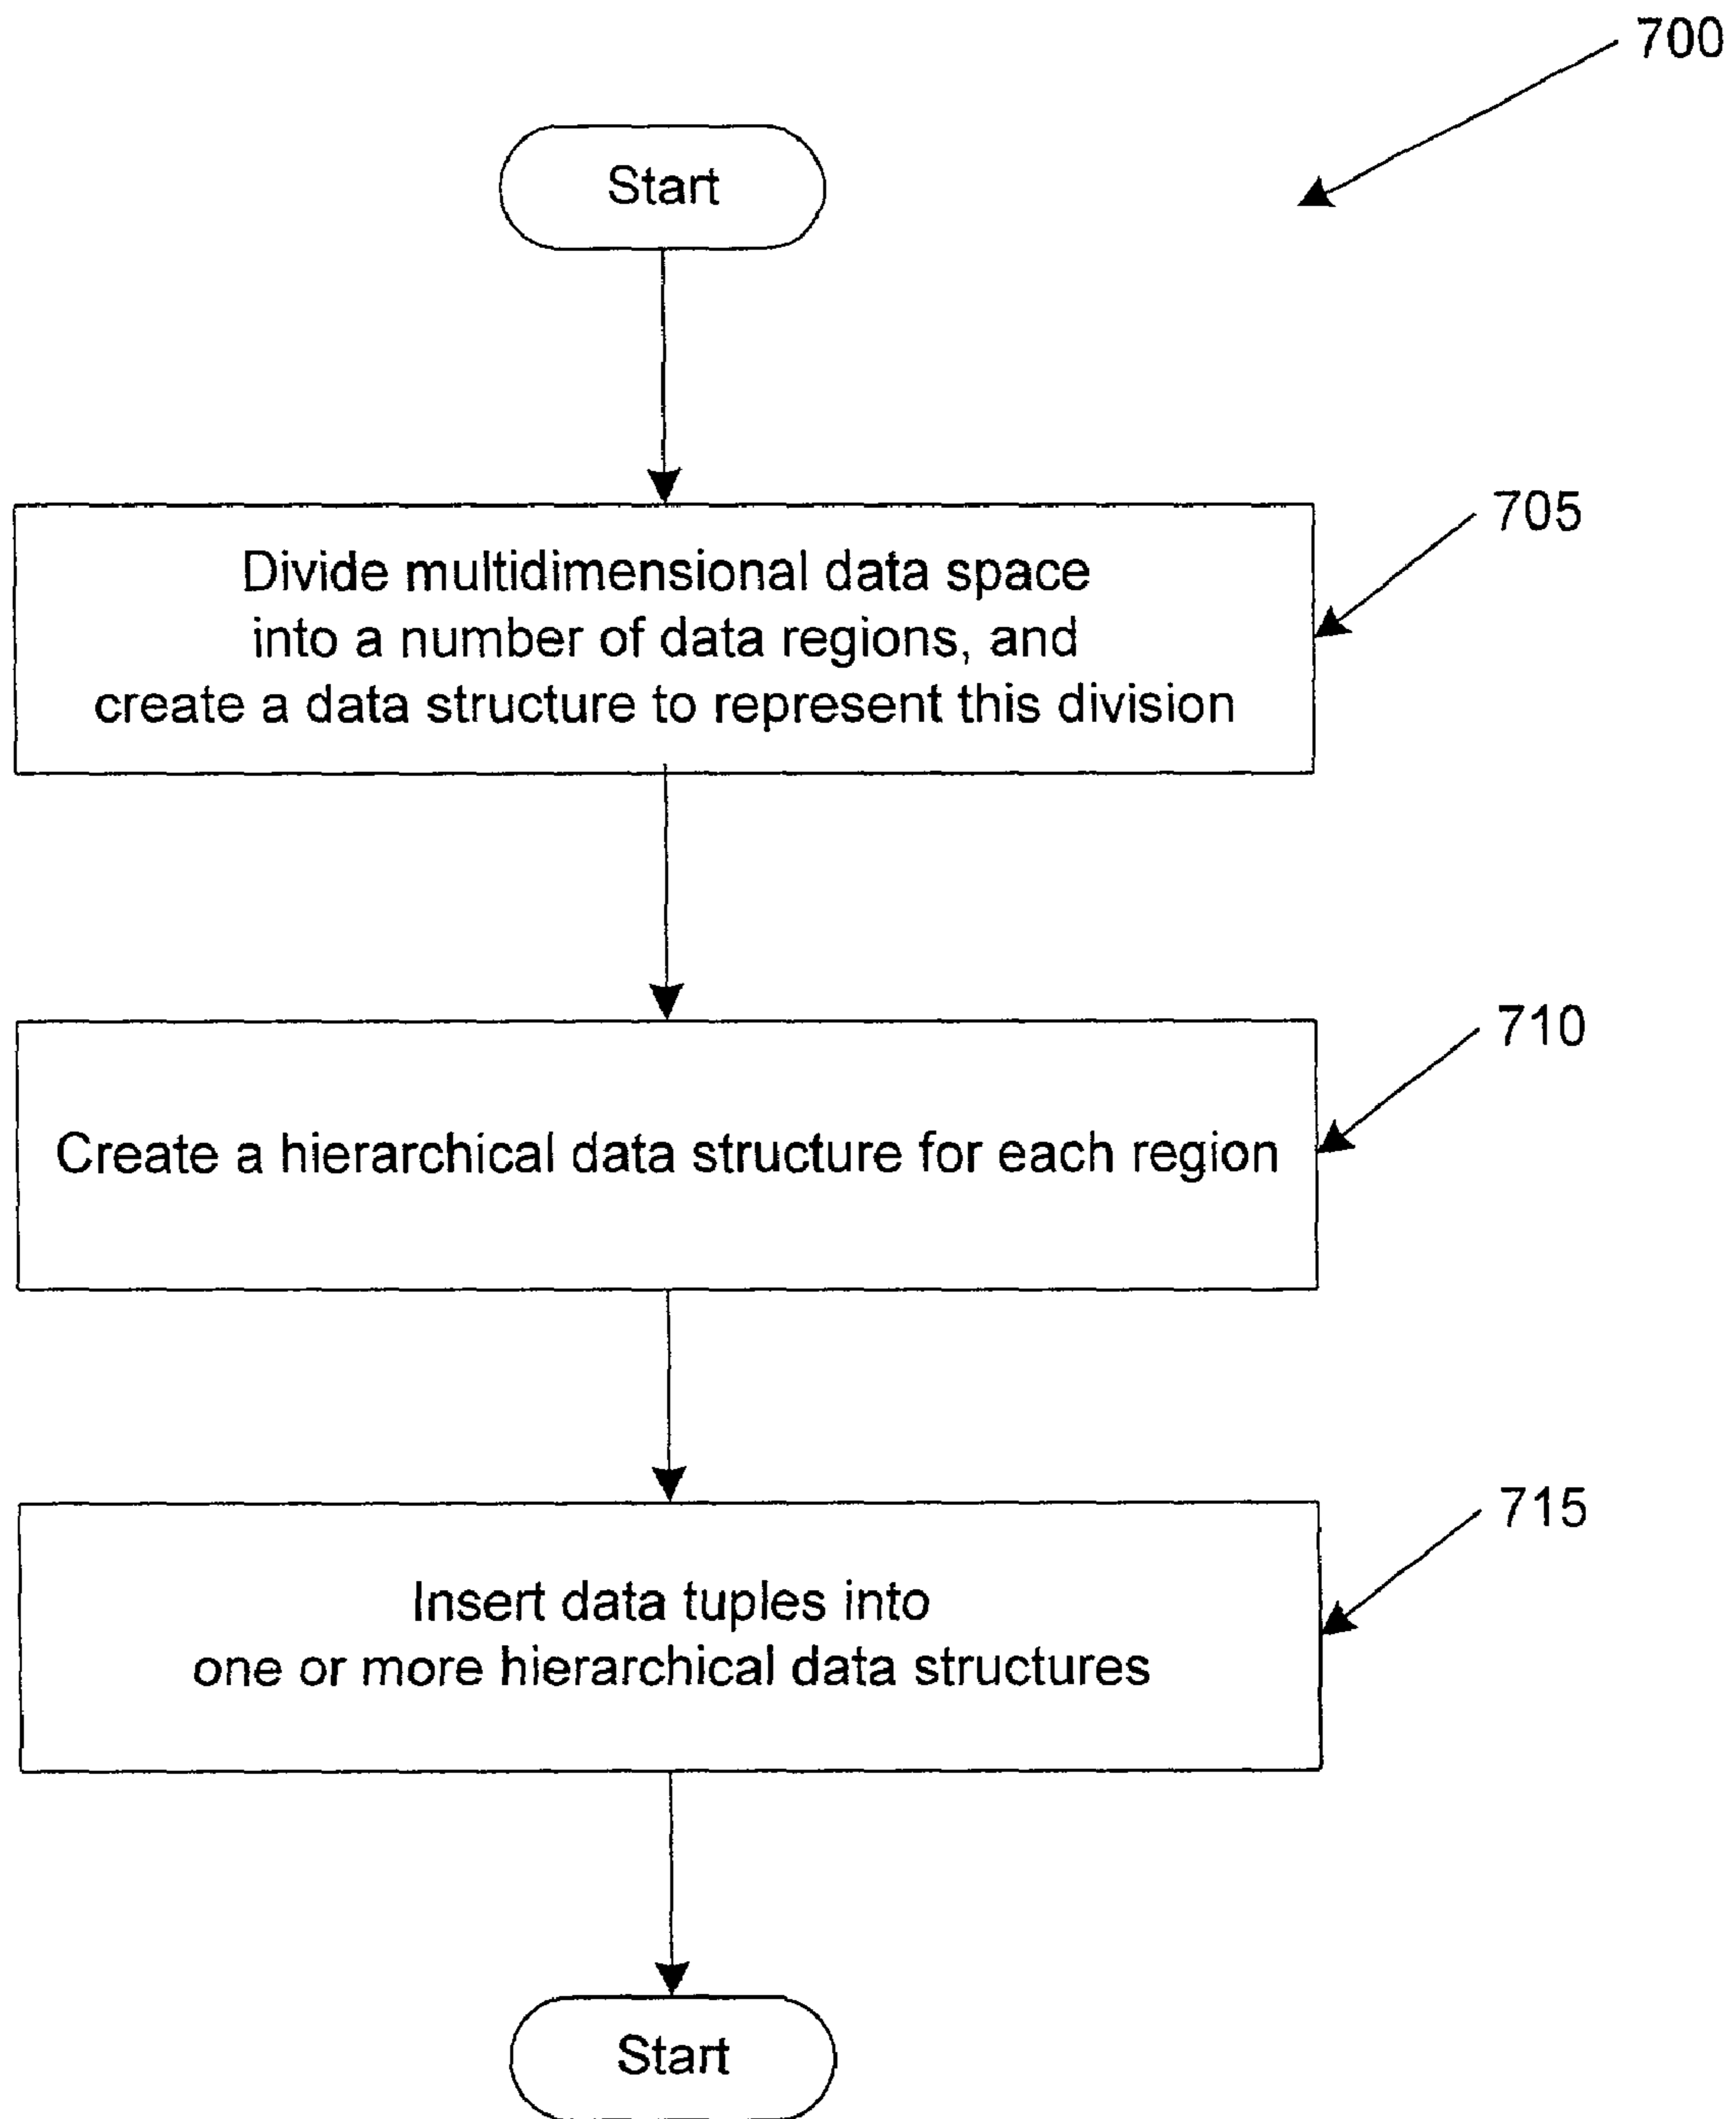 700
Start
705
Divide multidimensional data space
into a number of data regions, and
create a data structure to represent this division
710
Create a hierarchical data structure for each region
715
Insert data tuples into
one or more hierarchical data structures
Start